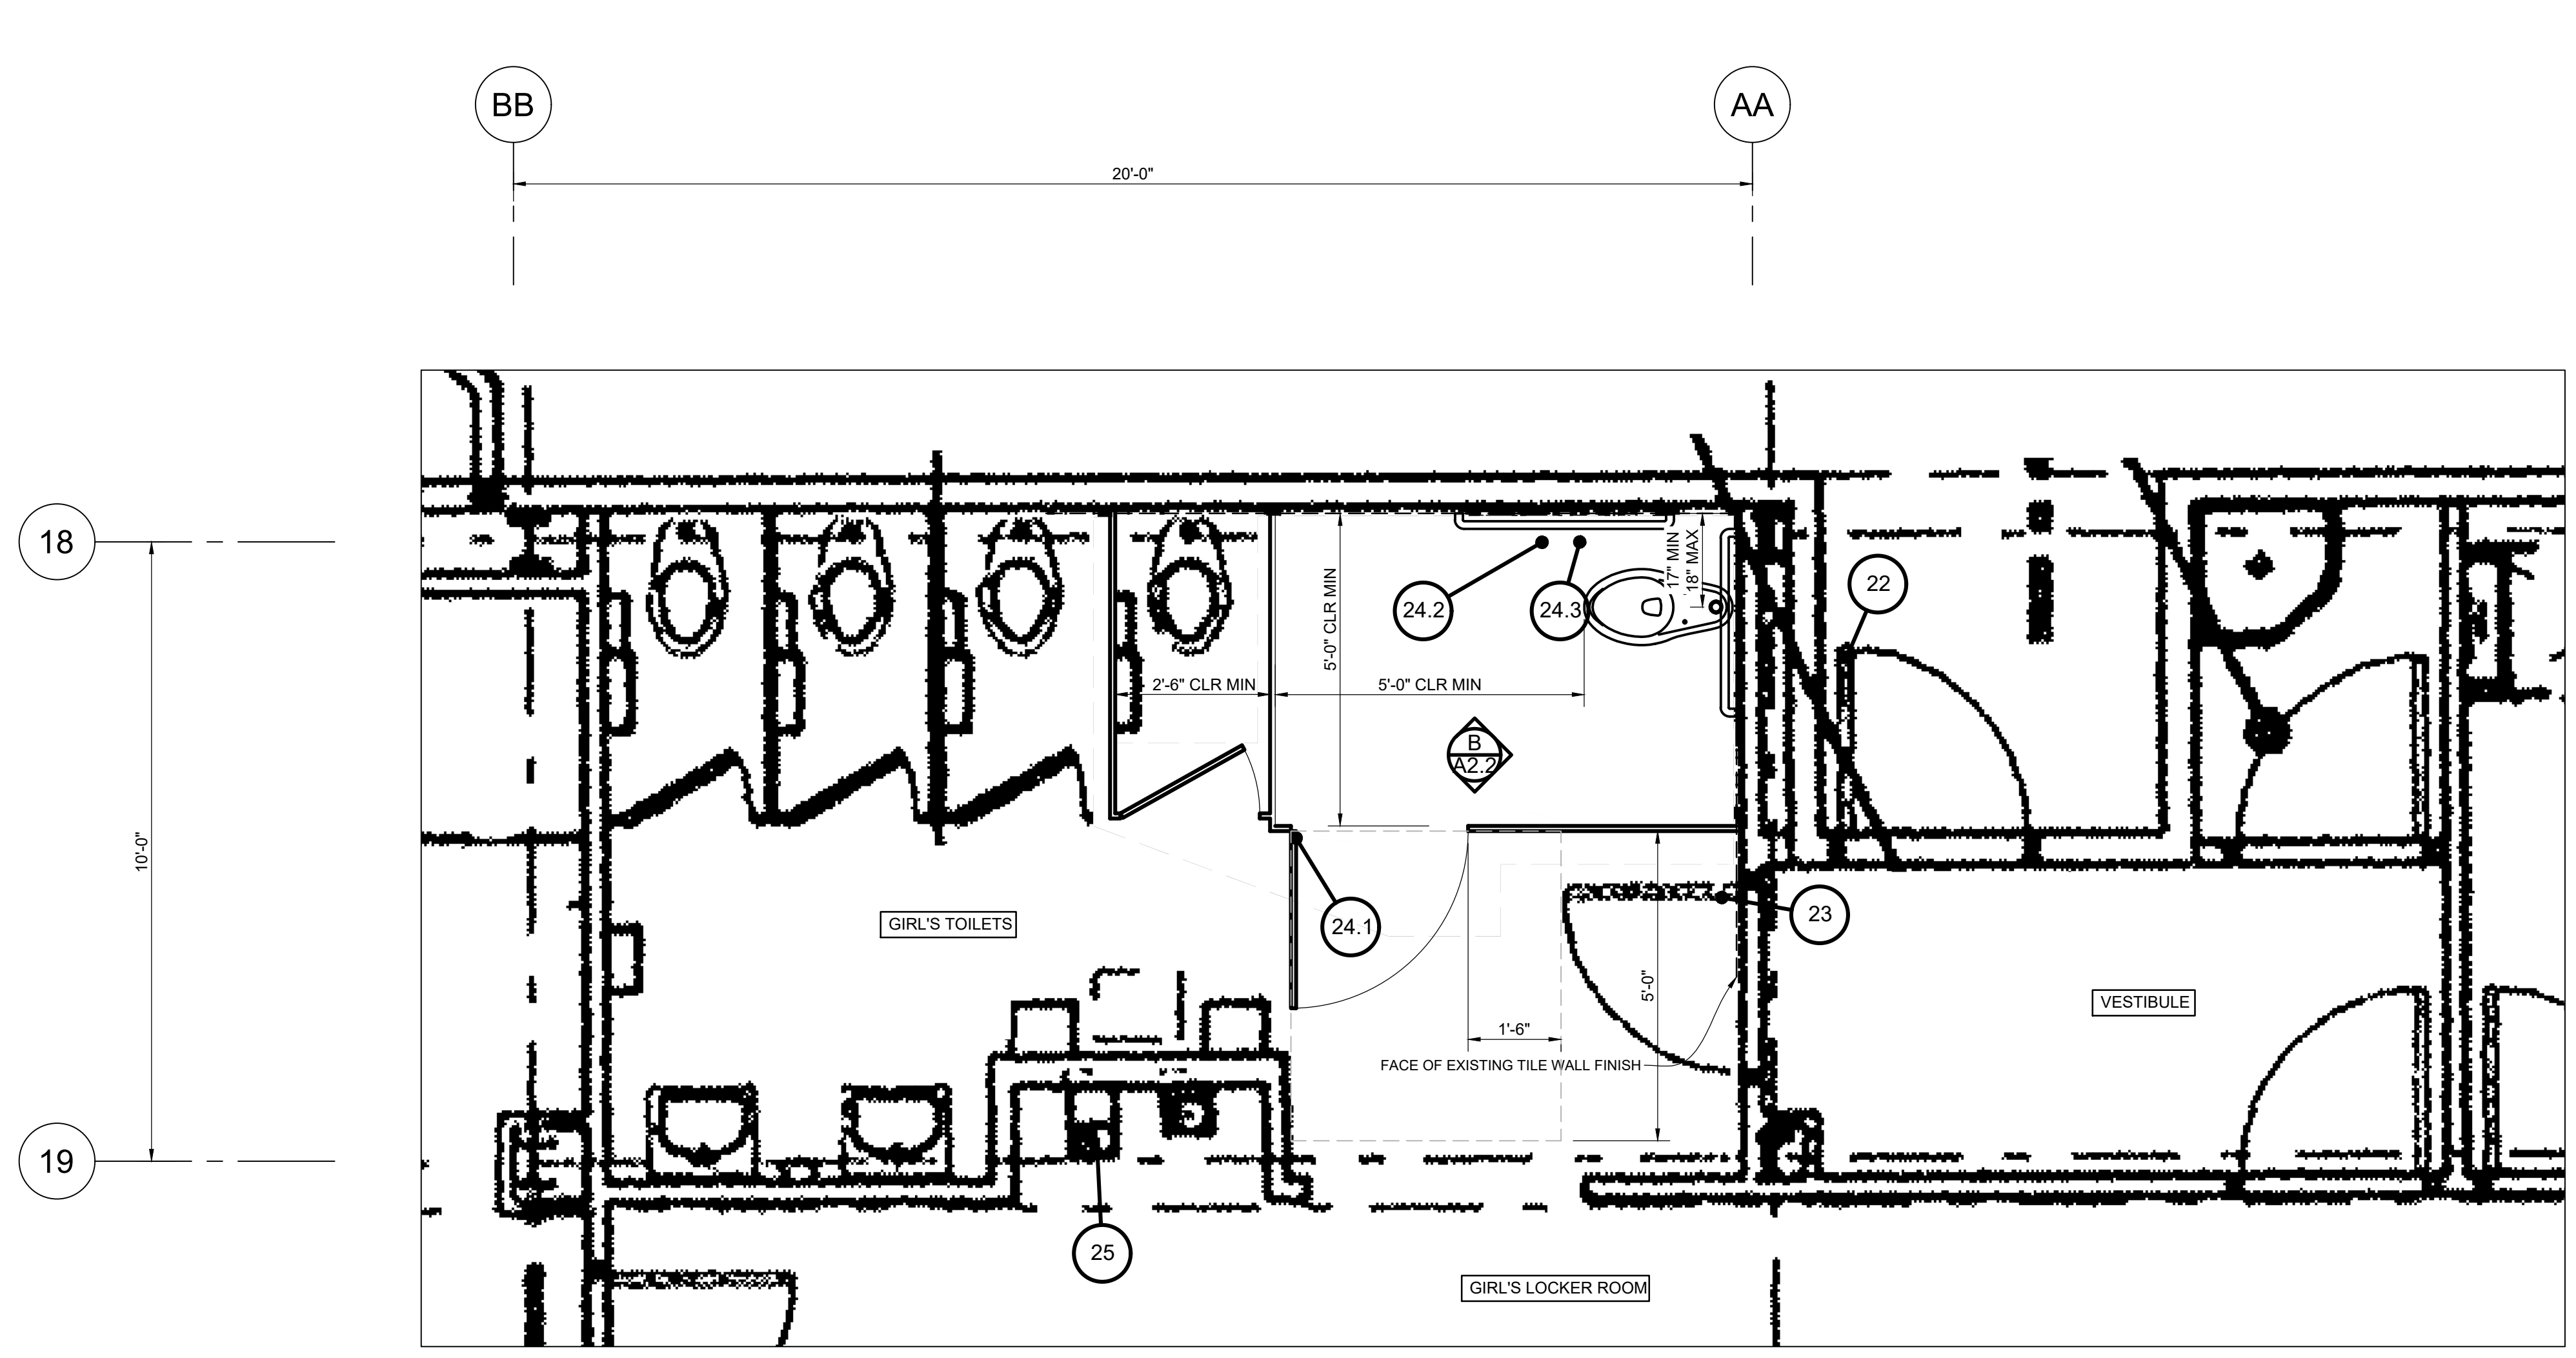 BB
AA
20'-0"
18
17" MIN
18" MAX
22
24.2
24.3
5'-0" CLR MIN
2'-6" CLR MIN
5'-0" CLR MIN
B
A2.2
10'-0"
24.1
23
GIRL'S TOILETS
5'-0"
VESTIBULE
1'-6"
FACE OF EXISTING TILE WALL FINISH
19
25
GIRL'S LOCKER ROOM